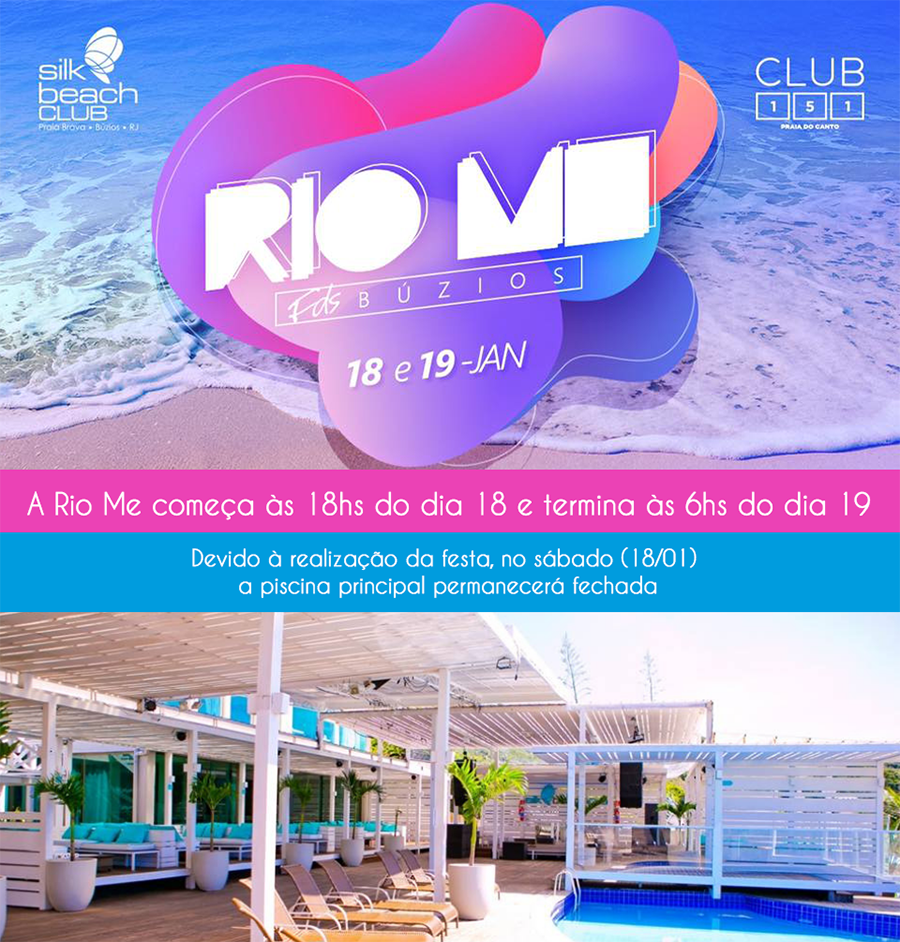 silk
beach
CLUB
Praia Brava • Búzios • RJ
CLUB
1 5 1
PRAIA DO CANTO
RIO ME
Fds BÚZIOS
18 e 19-JAN
A Rio Me começa às 18hs do dia 18 e termina às 6hs do dia 19
Devido à realização da festa, no sábado (18/01)
a piscina principal permanecerá fechada